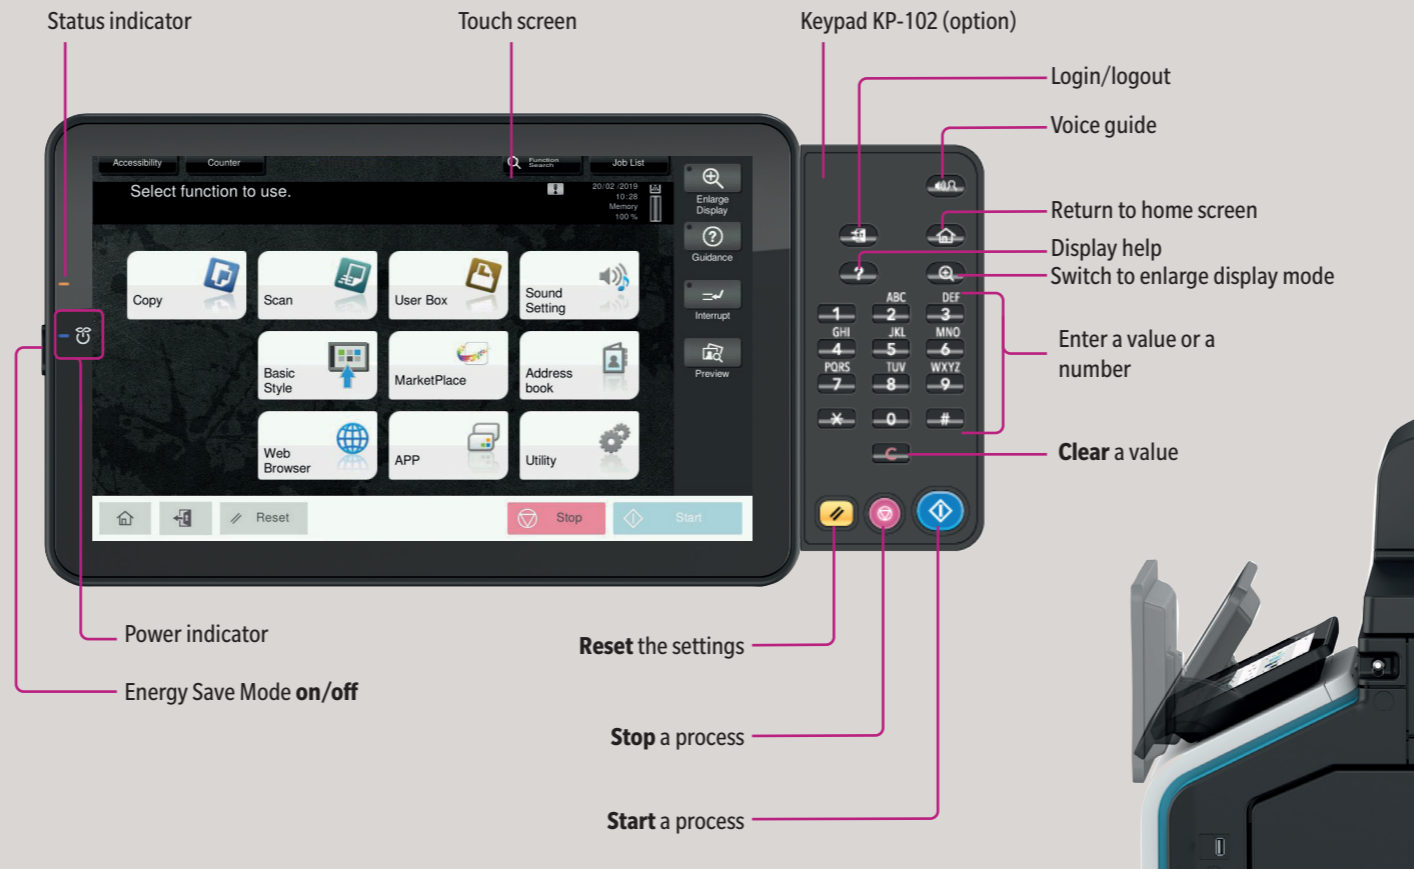 Status indicator
Touch screen
Keypad KP-102 (option)
Login/logout
Voice guide
Return to home screen
Display help
Switch to enlarge display mode
Enter a value or a
number
Clear a value
Accessibility
Counter
Function
Search
Job List
Select function to use.
20/02 /2019
10:28
Memory
100 %
Enlarge
Display
Guidance
Interrupt
Preview
Copy
Scan
User Box
Sound
Setting
Basic
Style
MarketPlace
Address
book
Web
Browser
APP
Utility
Reset
Stop
Start
?
ABC
DEF
1
2
3
GHI
JKL
MNO
4
5
6
PQRS
TUV
WXYZ
7
8
9
*
0
#
C
Power indicator
Energy Save Mode on/off
Reset the settings
Stop a process
Start a process